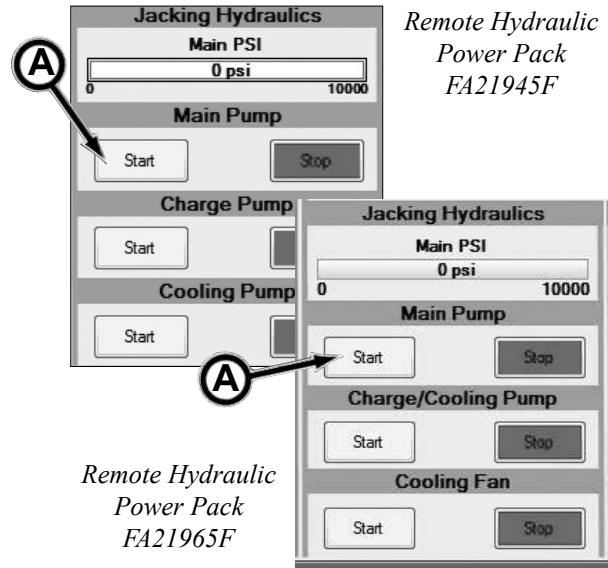 Jacking Hydraulics
Main PSI
0 psi
0 10000
Main Pump
Start Stop
Charge Pump
Start
Cooling Pump
Start
A
Remote Hydraulic
Power Pack
FA21945F
Jacking Hydraulics
Main PSI
0 psi
0 10000
Main Pump
Start Stop
Charge/Cooling Pump
Start Stop
Cooling Fan
Start Stop
A
Remote Hydraulic
Power Pack
FA21965F